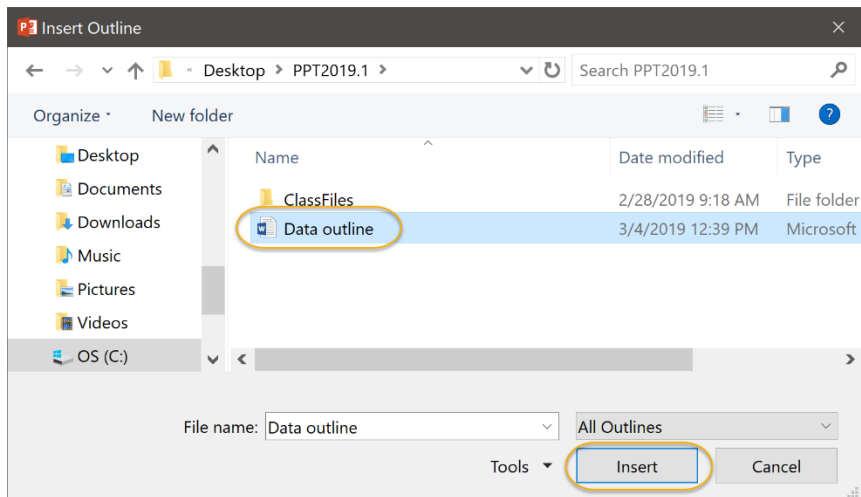 Insert Outline
« Desktop > PPT2019.1 > Search PPT2019.1
Organize New folder ?
Desktop Name Date modified Type
Documents ClassFiles 2/28/2019 9:18 AM File folder
Downloads Data outline 3/4/2019 12:39 PM Microsoft
Music
Pictures
Videos
OS (C:)
File name: Data outline All Outlines
Tools Insert Cancel